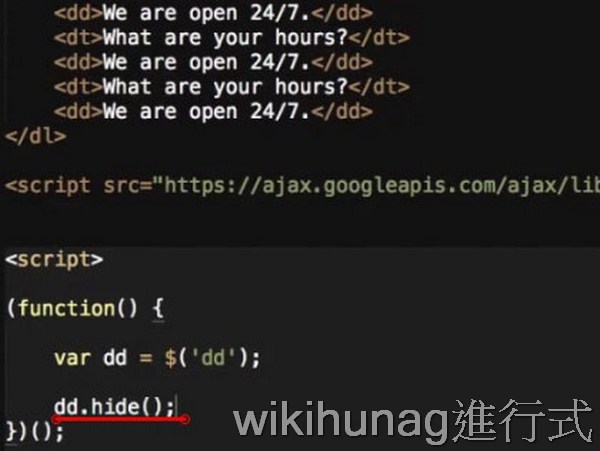 <dd>We are open 24/7.</dd>
<dt>What are your hours?</dt>
<dd>We are open 24/7.</dd>
<dt>What are your hours?</dt>
<dd>We are open 24/7.</dd>
</dl>
<script src="https://ajax.googleapis.com/ajax/lib
<script>
(function() {
var dd = $('dd');
dd.hide();
})();
wikihunag進行式